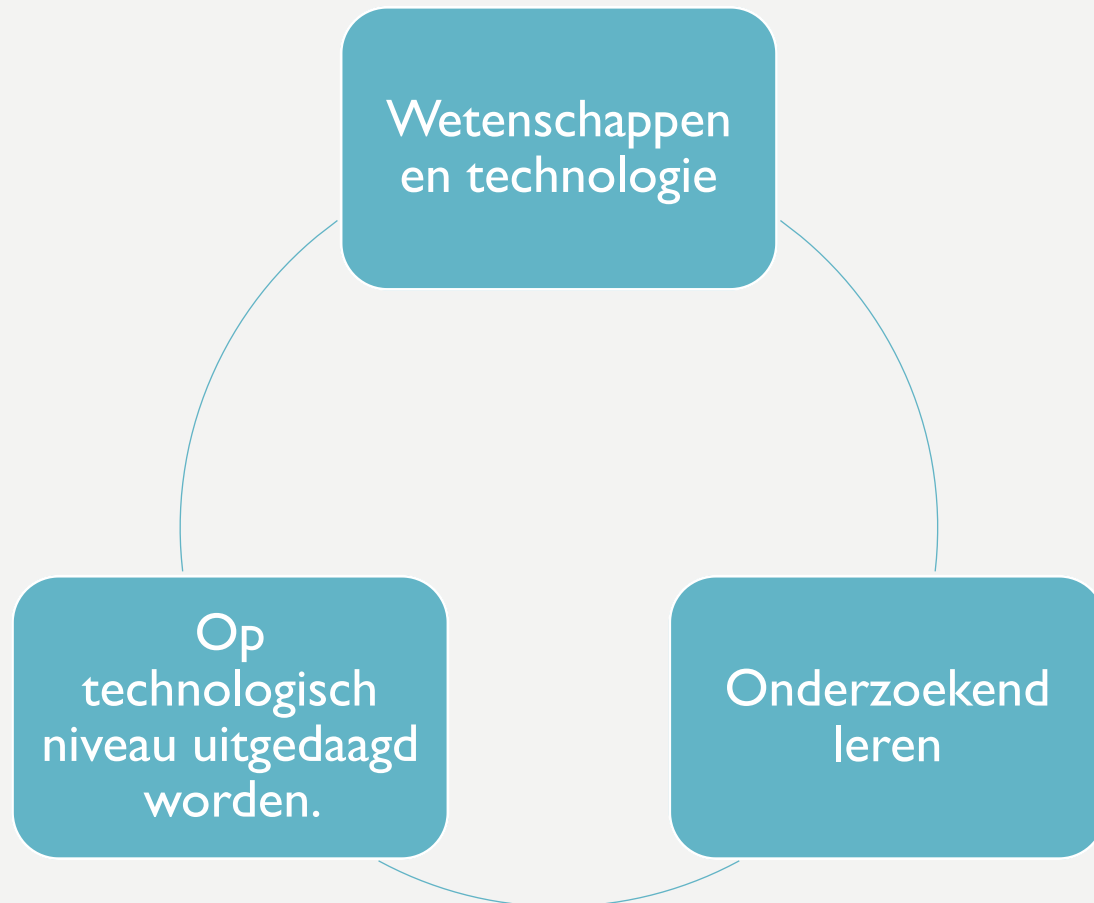 Wetenschappen
en technologie
Op
technologisch
niveau uitgedaagd
worden.
Onderzoekend
leren